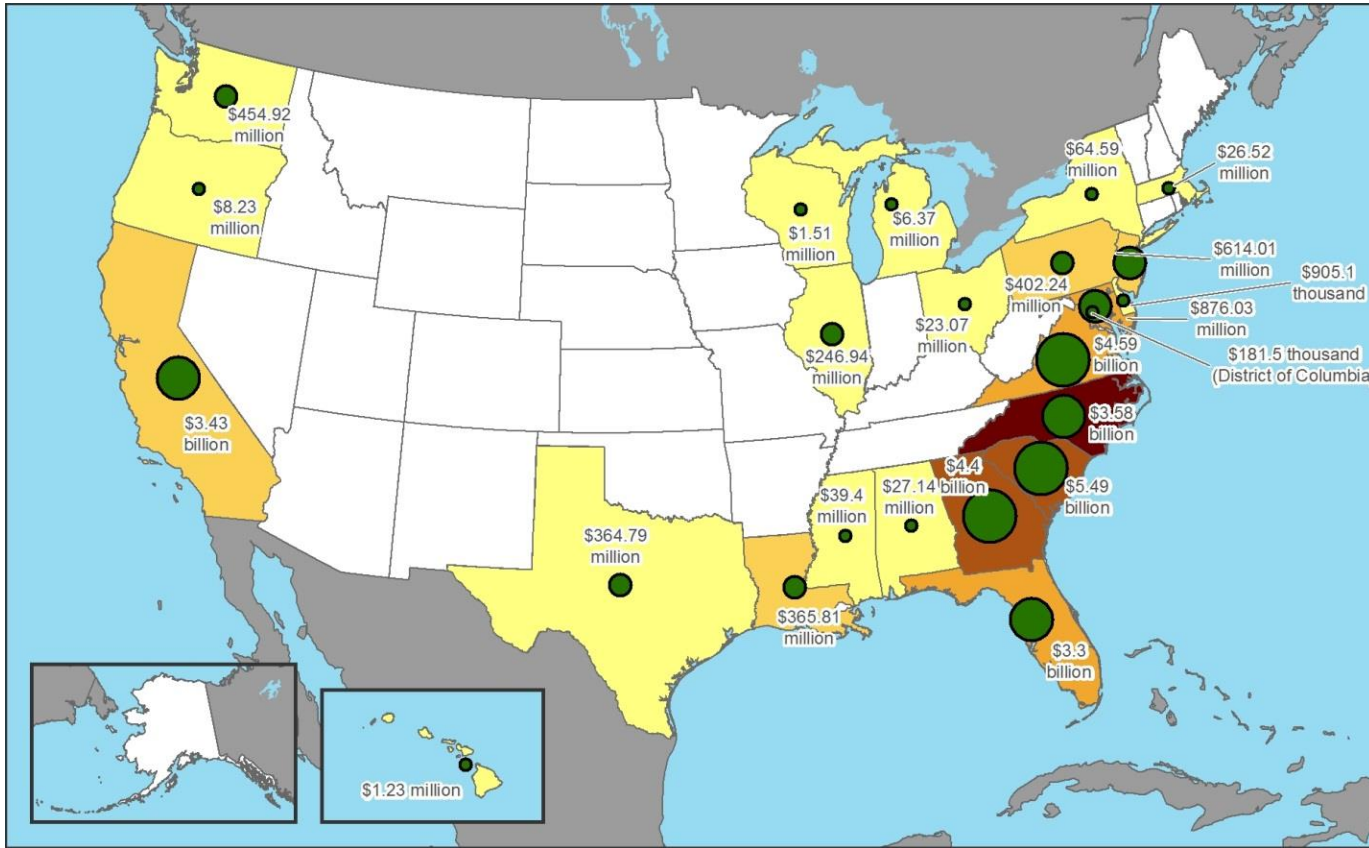 $454.92
million
$8.23
million
$3.43
billion
$1.51
million
$6.37
million
$64.59
million
$26.52
million
$614.01
million
$905.1
thousand
$876.03
million
$181.5 thousand
(District of Columbia
$402.24
million
$23.07
million
$246.94
million
$4.59
billion
$3.58
billion
$4.4
billion
$5.49
billion
$39.4
million
$27.14
million
$364.79
million
$365.81
million
$3.3
billion
$1.23 million